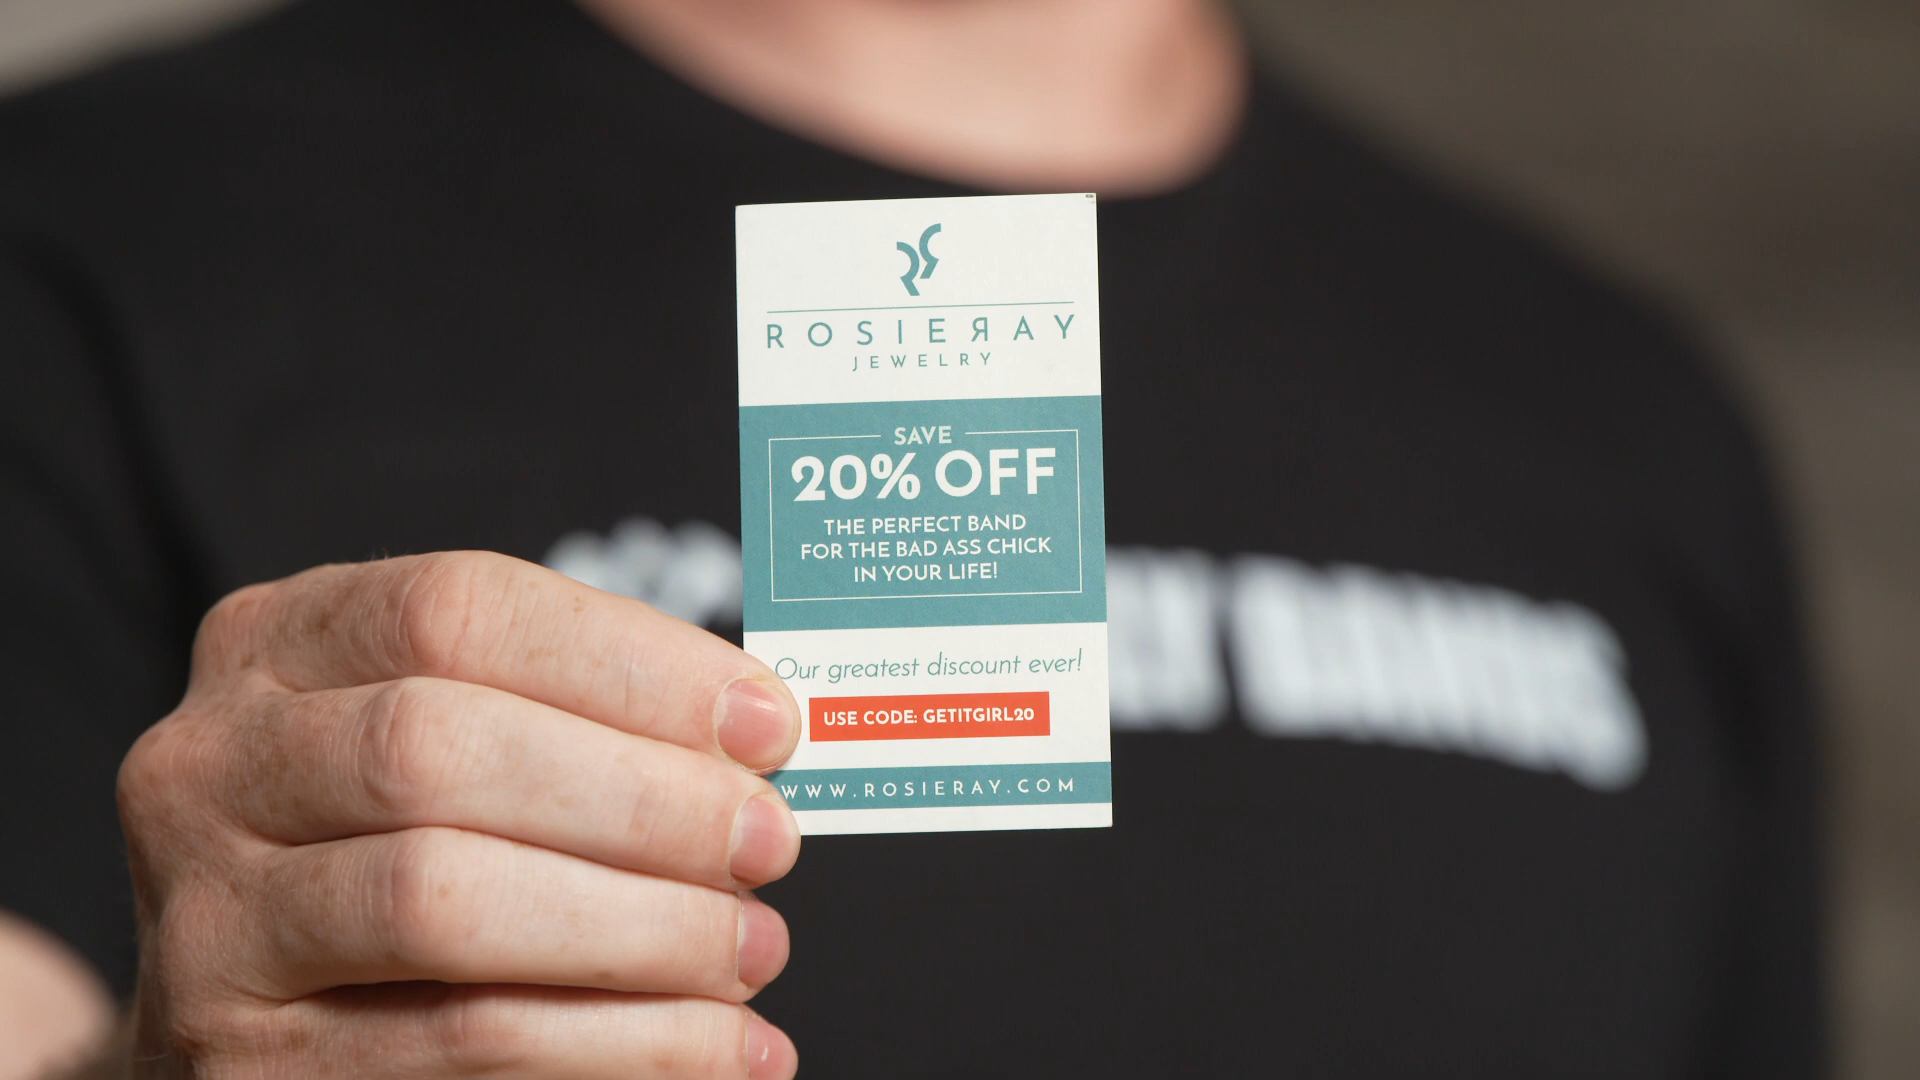 ROSIERAY
JEWELRY
SAVE
20% OFF
THE PERFECT BAND
FOR THE BAD ASS CHICK
IN YOUR LIFE!
Our greatest discount ever!
USE CODE: GETITGIRL20
WWW.ROSIERAY.COM